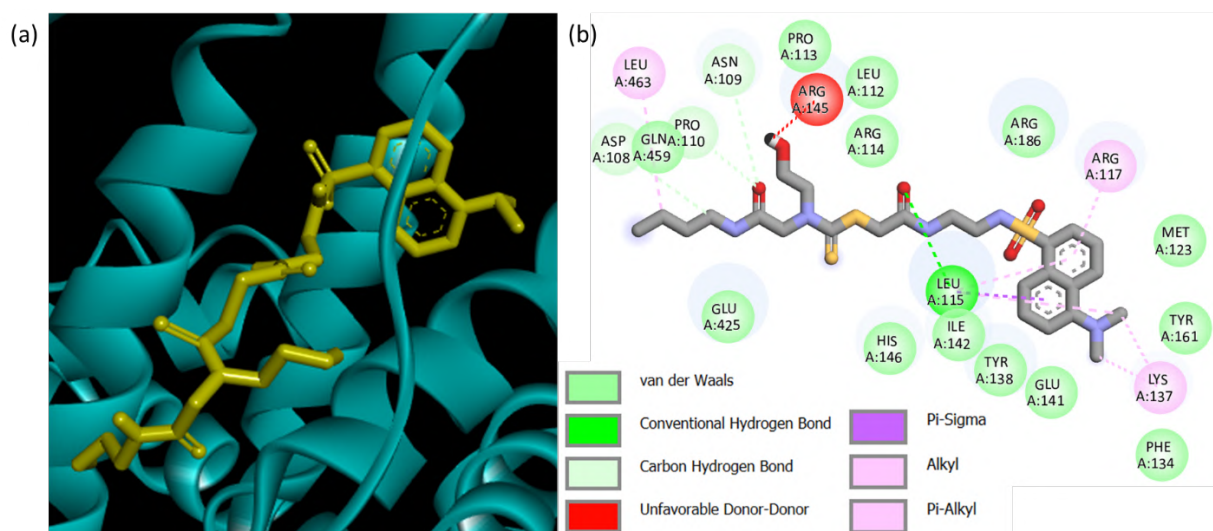 (a)
(b)
PRO
A:113
LEU
A:463
ASN
A:109
LEU
A:112
ARG
A:145
ASP
A:108
GLN
A:459
PRO
A:110
ARG
A:114
ARG
A:186
ARG
A:117
MET
A:123
GLU
A:425
LEU
A:115
HIS
A:146
ILE
A:142
TYR
A:138
GLU
A:141
TYR
A:161
LYS
A:137
PHE
A:134
van der Waals
Conventional Hydrogen Bond
Carbon Hydrogen Bond
Unfavorable Donor-Donor
Pi-Sigma
Alkyl
Pi-Alkyl